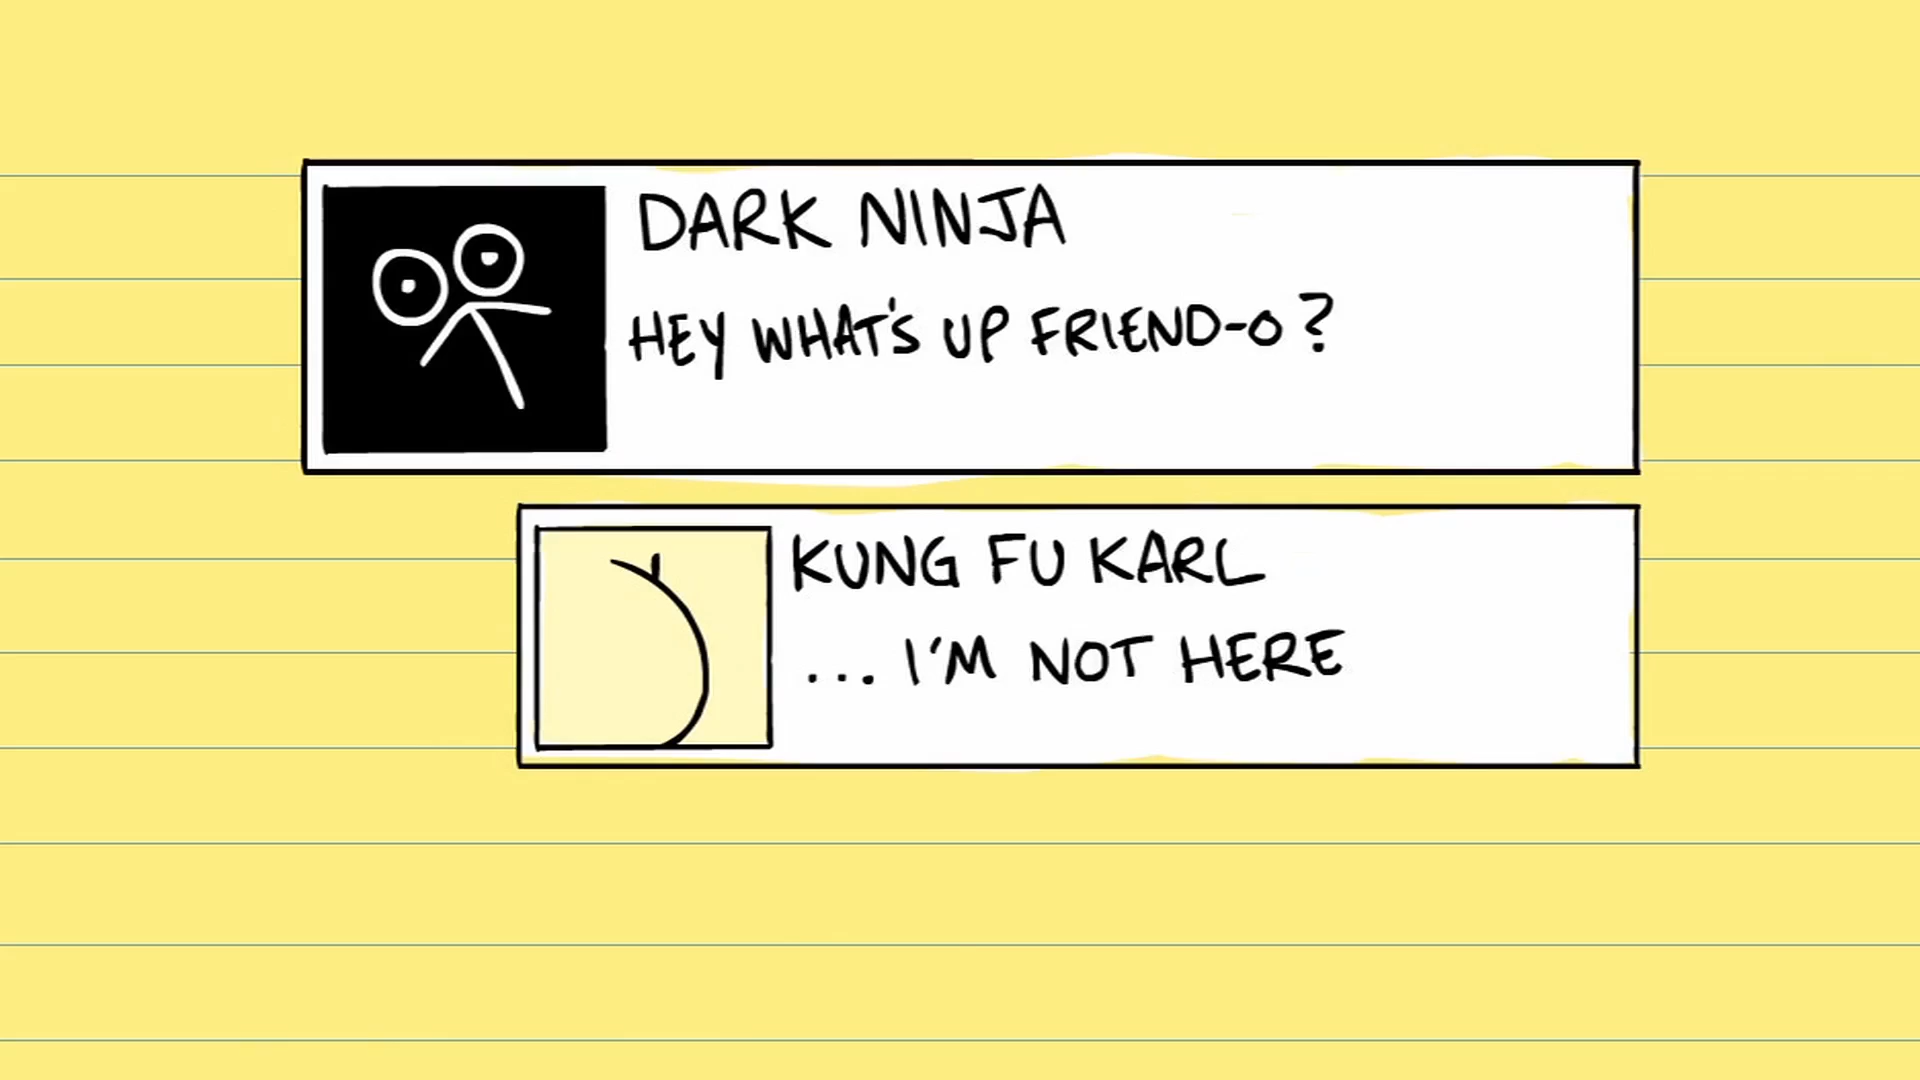 DARK NINJA
HEY WHAT'S UP FRIEND-O?
KUNG FU KARL
... I'M NOT HERE